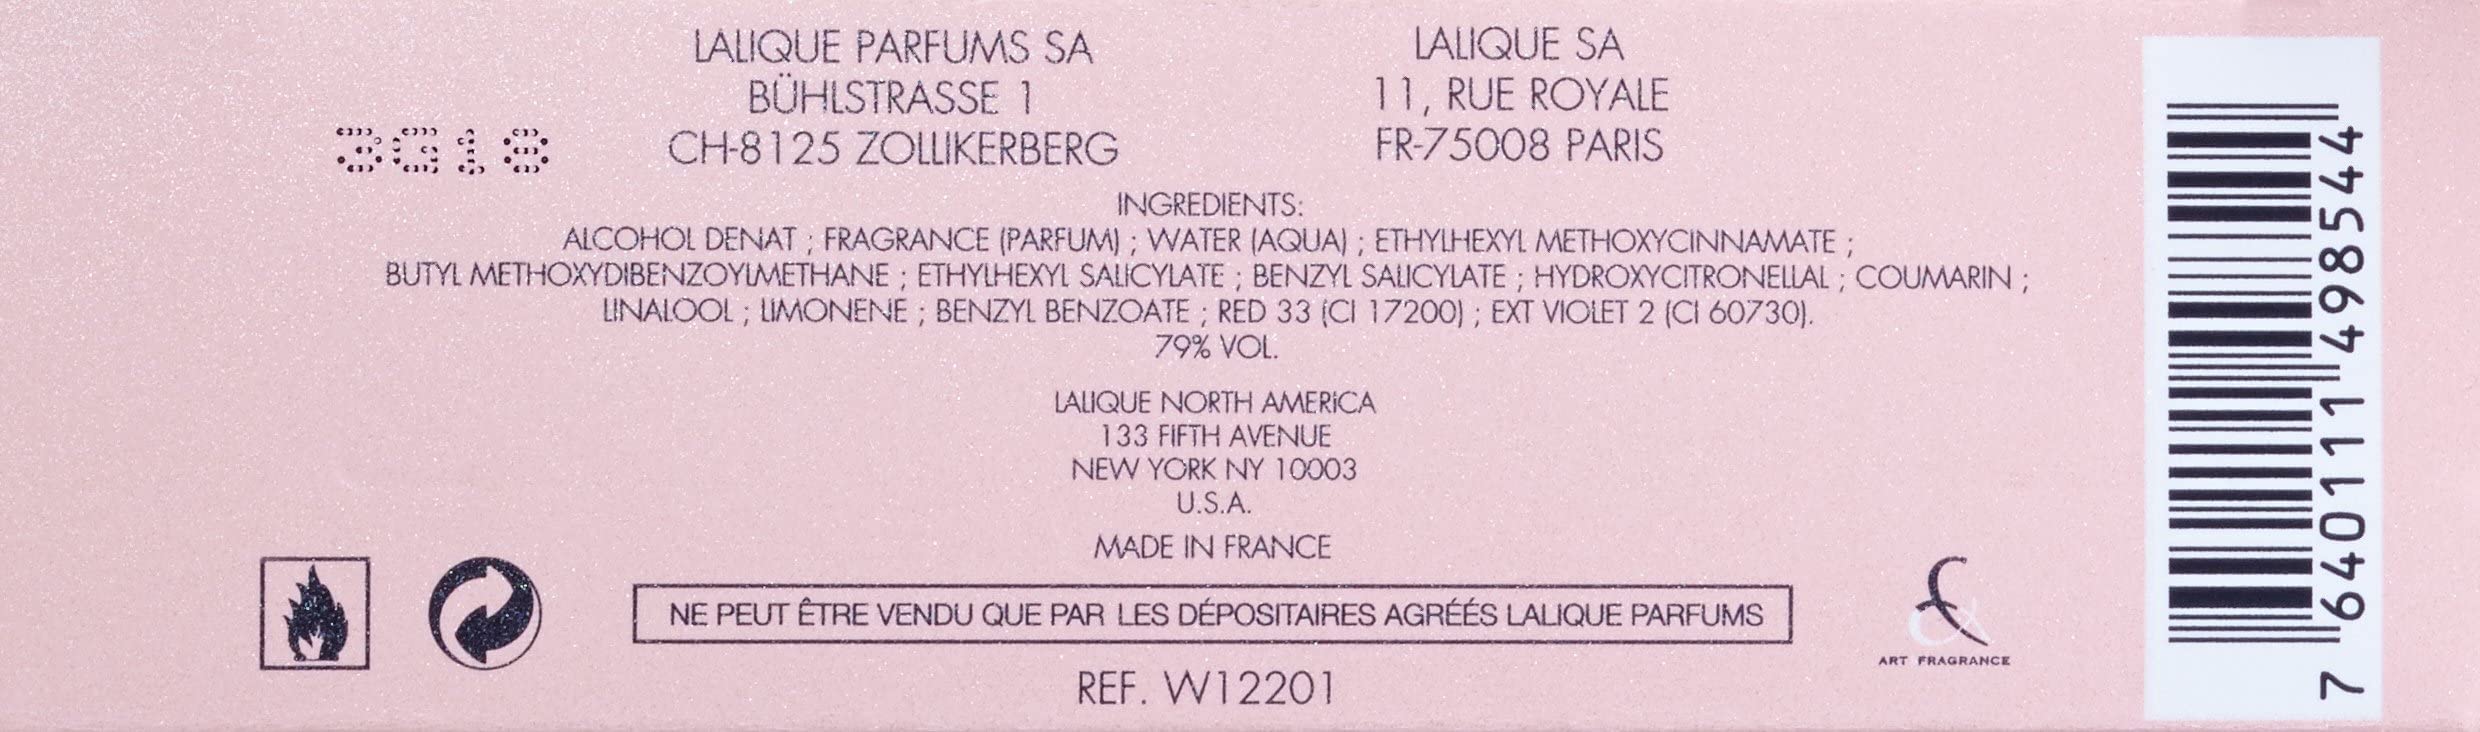 LALIQUE PARFUMS SA
BÜHLSTRASSE 1
CH-8125 ZOLLIKERBERG
LALIQUE SA
11, RUE ROYALE
FR-75008 PARIS
3G18
INGREDIENTS:
ALCOHOL DENAT ; FRAGRANCE (PARFUM) ; WATER (AQUA) ; ETHYLHEXYL METHOXYCINNAMATE ;
BUTYL METHOXYDIBENZOYLMETHANE ; ETHYLHEXYL SALICYLATE ; BENZYL SALICYLATE ; HYDROXYCITRONELLAL ; COUMARIN ;
LINALOOL ; LIMONENE ; BENZYL BENZOATE ; RED 33 (CI 17200) ; EXT VIOLET 2 (CI 60730).
79% VOL.
LALIQUE NORTH AMERICA
133 FIFTH AVENUE
NEW YORK NY 10003
U.S.A.
MADE IN FRANCE
NE PEUT ÊTRE VENDU QUE PAR LES DÉPOSITAIRES AGRÉÉS LALIQUE PARFUMS
REF. W12201
ART FRAGRANCE
7 640111 498544